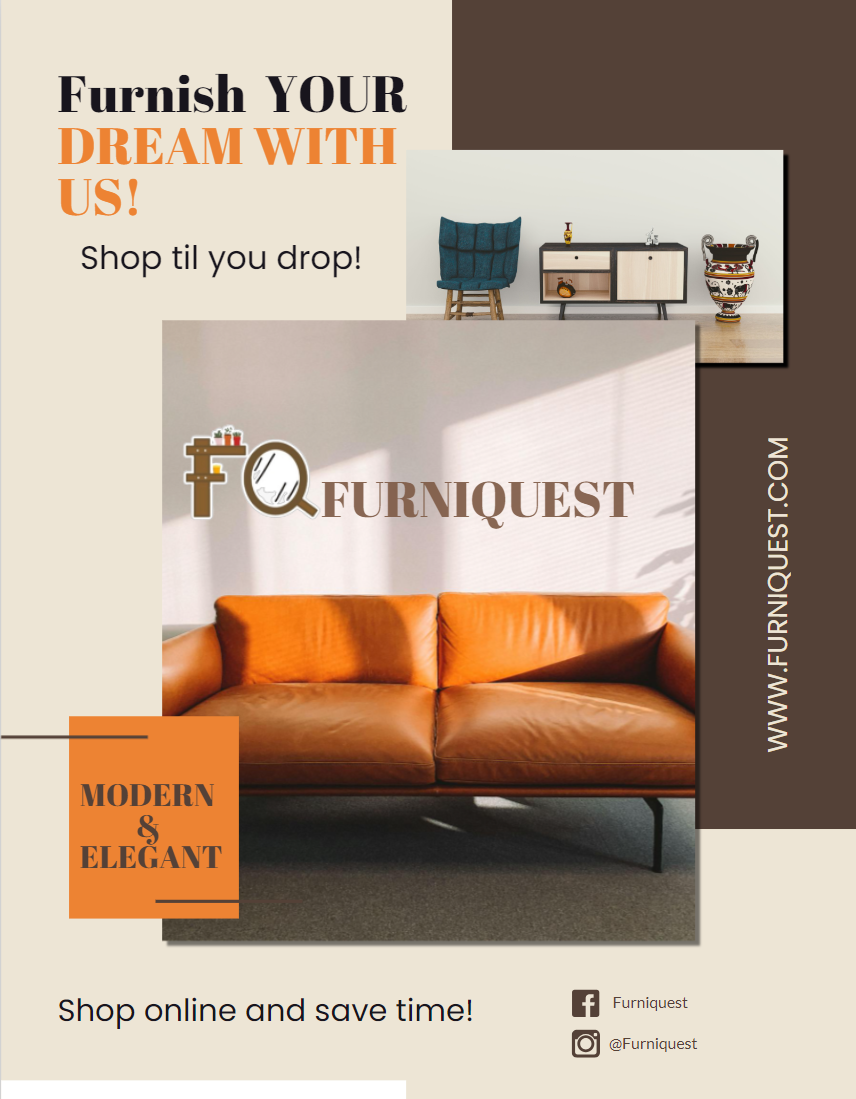 Furnish YOUR
DREAM WITH
US!
Shop til you drop!
FQ FURNIQUEST
WWW.FURNIQUEST.COM
MODERN
&
ELEGANT
Shop online and save time!
Furniquest
@Furniquest